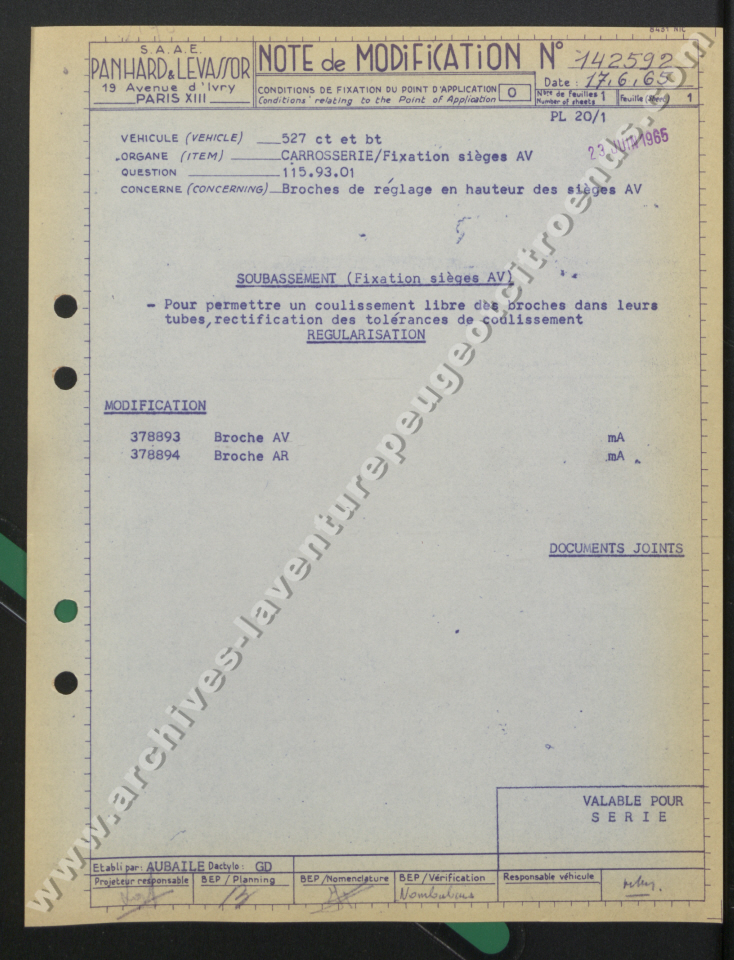 S.A.A.E.
PANHARD & LEVASSOR
19 Avenue d'Ivry
PARIS XIII
NOTE de MODIFICATION N° 142592
CONDITIONS DE FIXATION DU POINT D'APPLICATION
Conditions relating to the Point of Application
0
Date : 17.6.65
Nbre de Feuilles 1
Number of sheets
Feuille (Sheet) 1
PL 20/1
23 JUIN 1965
VEHICULE (VEHICLE) 527 ct et bt
ORGANE (ITEM) CARROSSERIE/Fixation sièges AV
QUESTION 115.93.01
CONCERNE (CONCERNING) Broches de réglage en hauteur des sièges AV
SOUBASSEMENT (Fixation sièges AV)
- Pour permettre un coulissement libre des broches dans leurs
tubes, rectification des tolérances de coulissement
REGULARISATION
MODIFICATION
378893 Broche AV mA
378894 Broche AR mA
DOCUMENTS JOINTS
VALABLE POUR
SERIE
Etabli par: AUBAILE Dactylo: GD
Projeteur responsable
BEP / Planning
BEP / Nomenclature
BEP / Vérification
Responsable véhicule
www.archives-laventurepeugeotcitroends.com